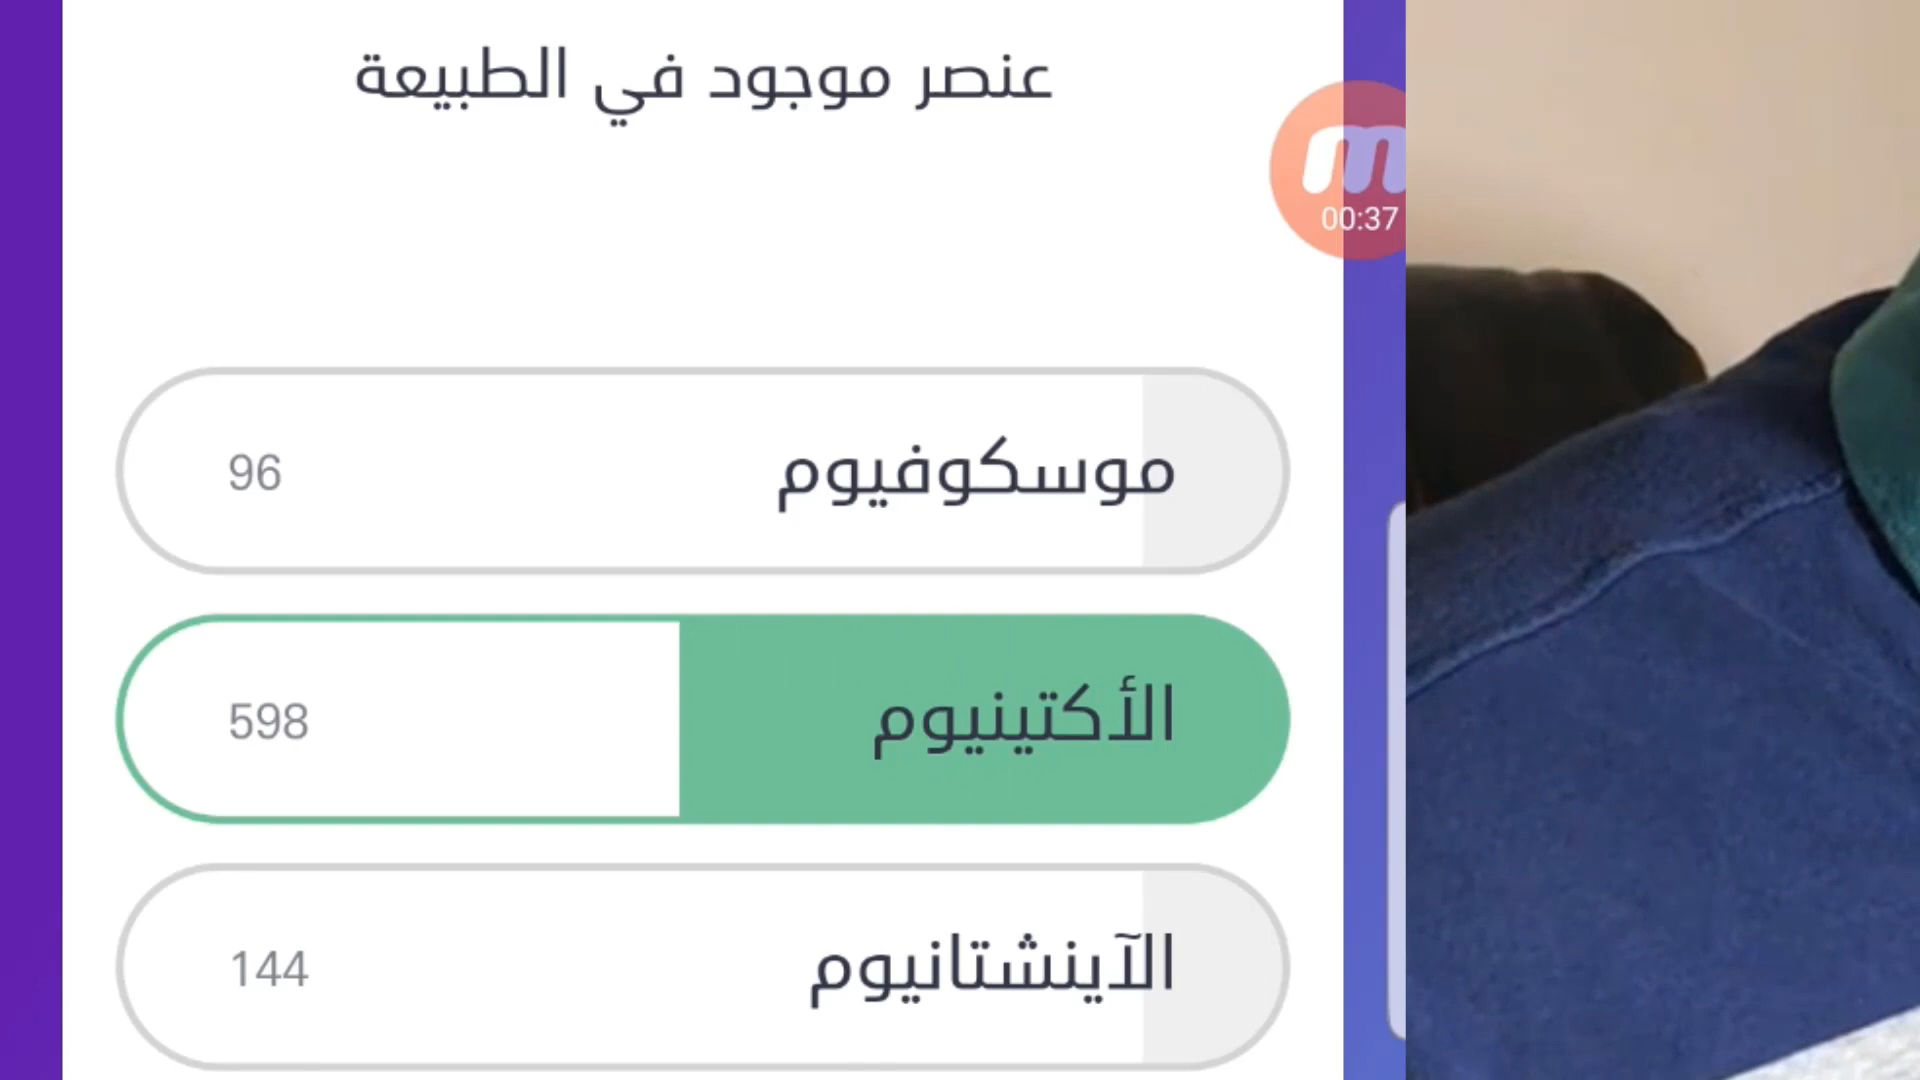 عنصر موجود في الطبيعة
00:37
موسكوفيوم 96
الأكتينيوم 598
الآينشتانيوم 144